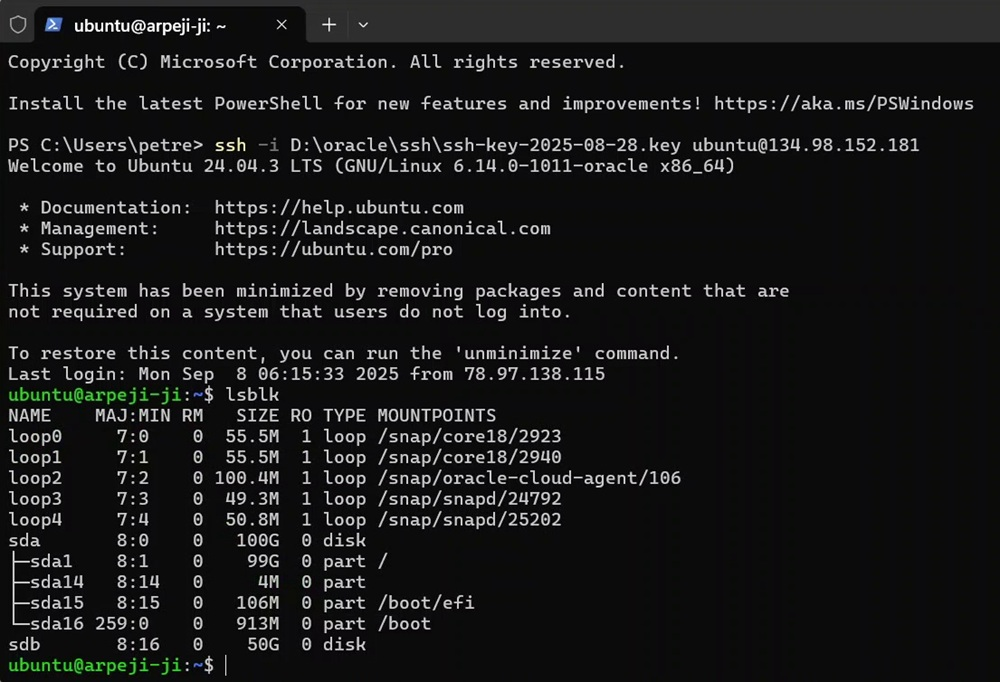 ubuntu@arpeji-ji: ~
Copyright (C) Microsoft Corporation. All rights reserved.
Install the latest PowerShell for new features and improvements! https://aka.ms/PSWindows
PS C:\Users\petre> ssh -i D:\oracle\ssh\ssh-key-2025-08-28.key ubuntu@134.98.152.181
Welcome to Ubuntu 24.04.3 LTS (GNU/Linux 6.14.0-1011-oracle x86_64)
 * Documentation:  https://help.ubuntu.com
 * Management:     https://landscape.canonical.com
 * Support:        https://ubuntu.com/pro
This system has been minimized by removing packages and content that are
not required on a system that users do not log into.
To restore this content, you can run the 'unminimize' command.
Last login: Mon Sep  8 06:15:33 2025 from 78.97.138.115
ubuntu@arpeji-ji:~$ lsblk
NAME    MAJ:MIN RM   SIZE RO TYPE MOUNTPOINTS
loop0     7:0    0  55.5M  1 loop /snap/core18/2923
loop1     7:1    0  55.5M  1 loop /snap/core18/2940
loop2     7:2    0 100.4M  1 loop /snap/oracle-cloud-agent/106
loop3     7:3    0  49.3M  1 loop /snap/snapd/24792
loop4     7:4    0  50.8M  1 loop /snap/snapd/25202
sda       8:0    0   100G  0 disk
├─sda1    8:1    0    99G  0 part /
├─sda14   8:14   0     4M  0 part
├─sda15   8:15   0   106M  0 part /boot/efi
└─sda16 259:0    0   913M  0 part /boot
sdb       8:16   0    50G  0 disk
ubuntu@arpeji-ji:~$